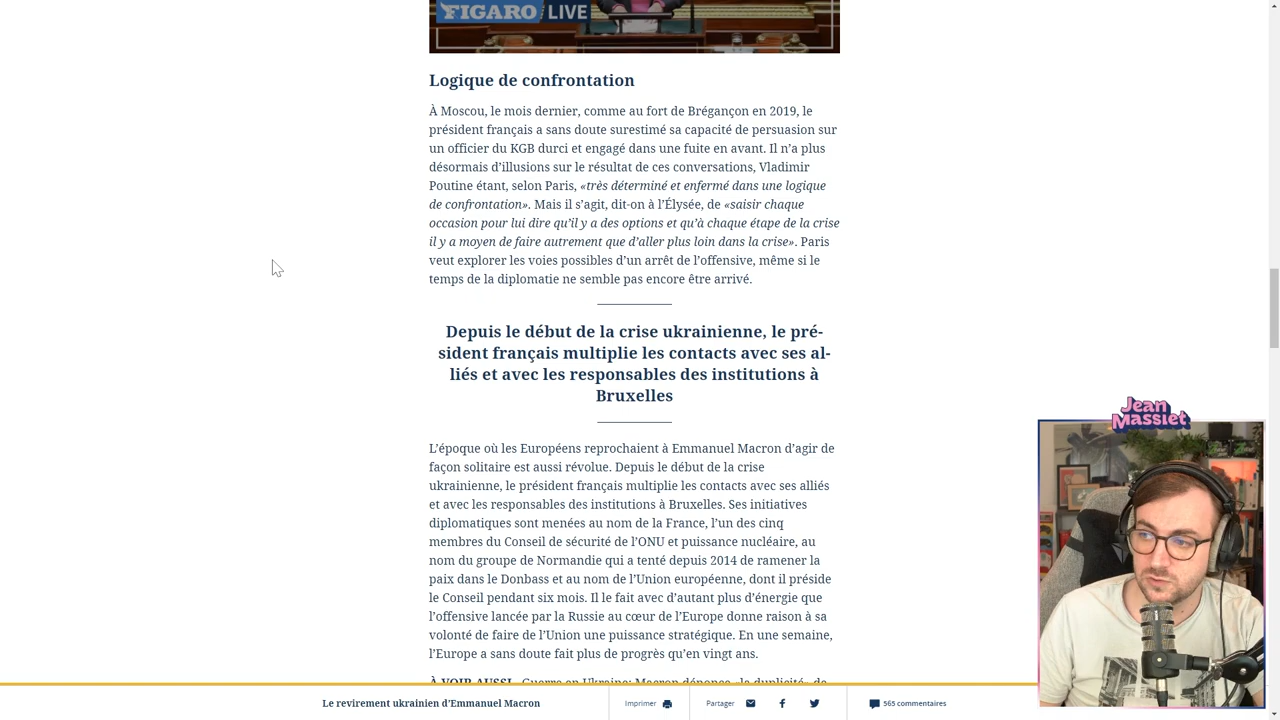 FIGARO LIVE
Logique de confrontation
À Moscou, le mois dernier, comme au fort de Brégançon en 2019, le
président français a sans doute surestimé sa capacité de persuasion sur
un officier du KGB durci et engagé dans une fuite en avant. Il n’a plus
désormais d’illusions sur le résultat de ces conversations, Vladimir
Poutine étant, selon Paris, «très déterminé et enfermé dans une logique
de confrontation». Mais il s’agit, dit-on à l’Élysée, de «saisir chaque
occasion pour lui dire qu’il y a des options et qu’à chaque étape de la crise
il y a moyen de faire autrement que d’aller plus loin dans la crise». Paris
veut explorer les voies possibles d’un arrêt de l’offensive, même si le
temps de la diplomatie ne semble pas encore être arrivé.
Depuis le début de la crise ukrainienne, le pré-
sident français multiplie les contacts avec ses al-
liés et avec les responsables des institutions à
Bruxelles
L’époque où les Européens reprochaient à Emmanuel Macron d’agir de
façon solitaire est aussi révolue. Depuis le début de la crise
ukrainienne, le président français multiplie les contacts avec ses alliés
et avec les responsables des institutions à Bruxelles. Ses initiatives
diplomatiques sont menées au nom de la France, l’un des cinq
membres du Conseil de sécurité de l’ONU et puissance nucléaire, au
nom du groupe de Normandie qui a tenté depuis 2014 de ramener la
paix dans le Donbass et au nom de l’Union européenne, dont il préside
le Conseil pendant six mois. Il le fait avec d’autant plus d’énergie que
l’offensive lancée par la Russie au cœur de l’Europe donne raison à sa
volonté de faire de l’Union une puissance stratégique. En une semaine,
l’Europe a sans doute fait plus de progrès qu’en vingt ans.
À VOIR AUSSI - Guerre en Ukraine: Macron dénonce «la duplicité» de
Jean
Massiet
Le revirement ukrainien d’Emmanuel Macron
Imprimer
Partager
565 commentaires